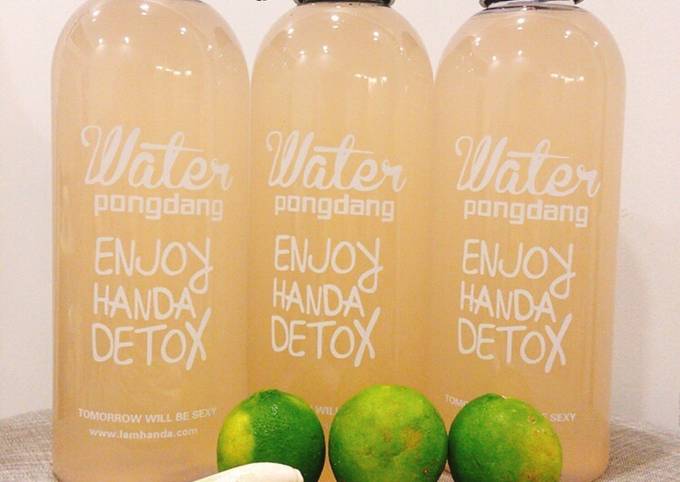 Water
pongdang
ENJOY
HANDA
DETOX
TOMORROW WILL BE SEXY
www.iamhanda.com
Water
pongdang
ENJOY
HANDA
DETOX
Water
pongdang
ENJOY
HANDA
DETOX
SEXY